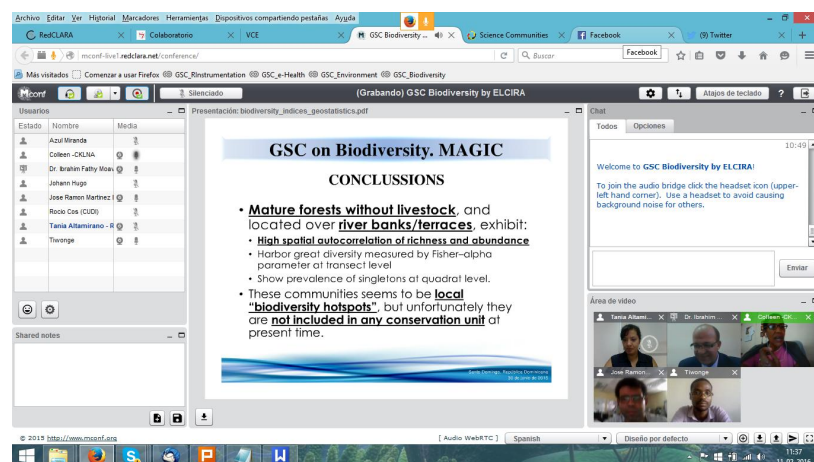 Archivo Editar Ver Historial Marcadores Herramientas Dispositivos compartiendo pestañas Ayuda
RedCLARA
Colaboratorio
VCE
GSC Biodiversity ...
Science Communities
Facebook
(9) Twitter
mconf-live1.redclara.net/conference/
Buscar
Facebook
Más visitados Comenzar a usar Firefox GSC_RInstrumentation GSC_e-Health GSC_Environment GSC_Biodiversity
Mconf
Silenciado
(Grabando) GSC Biodiversity by ELCIRA
Atajos de teclado
Usuarios
Estado Nombre Media
Azul Miranda
Colleen -CKLNA
Dr. Ibrahim Fathy Moav
Johann Hugo
Jose Ramon Martinez
Rocio Cos (CUDI)
Tania Altamirano - R
Tiwonge
Shared notes
Presentación: biodiversity_indices_geostatistics.pdf
GSC on Biodiversity. MAGIC
CONCLUSSIONS
• Mature forests without livestock, and
located over river banks/terraces, exhibit:
• High spatial autocorrelation of richness and abundance
• Harbor great diversity measured by Fisher–alpha
parameter at transect level
• Show prevalence of singletons at quadrat level.
• These communities seems to be local
"biodiversity hotspots", but unfortunately they
are not included in any conservation unit at
present time.
Santo Domingo, República Dominicana
Chat
Todos Opciones
10:49
Welcome to GSC Biodiversity by ELCIRA!
To join the audio bridge click the headset icon (upper-
left hand corner). Use a headset to avoid causing
background noise for others.
Enviar
Área de video
Tania Altami... Dr. Ibrahim ... Colleen -CK...
Jose Ramon... Tiwonge
© 2015 http://www.mconf.org
[ Audio WebRTC ] Spanish Diseño por defecto
11:37